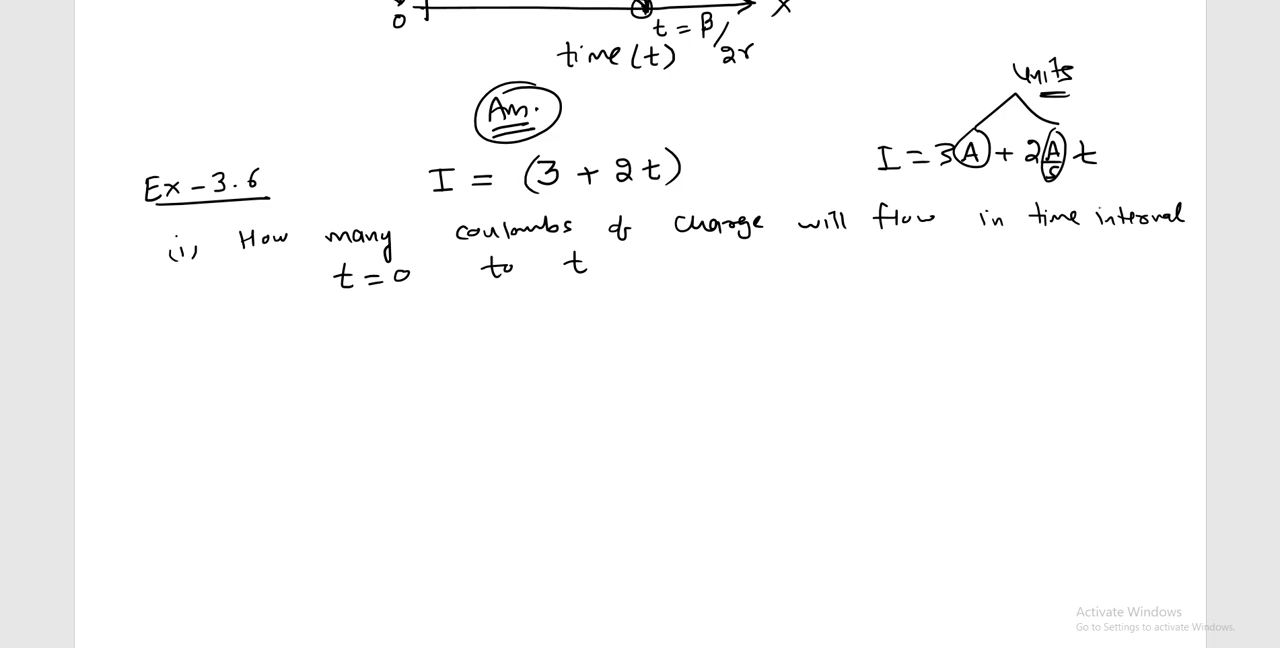 0 x
t = β/2r
time (t)
Ans.
units
I = 3A + 2 A/s t
Ex - 3.6 I = (3 + 2t)
(i) How many coulombs of charge will flow in time interval
t = 0 to t
Activate Windows
Go to Settings to activate Windows.